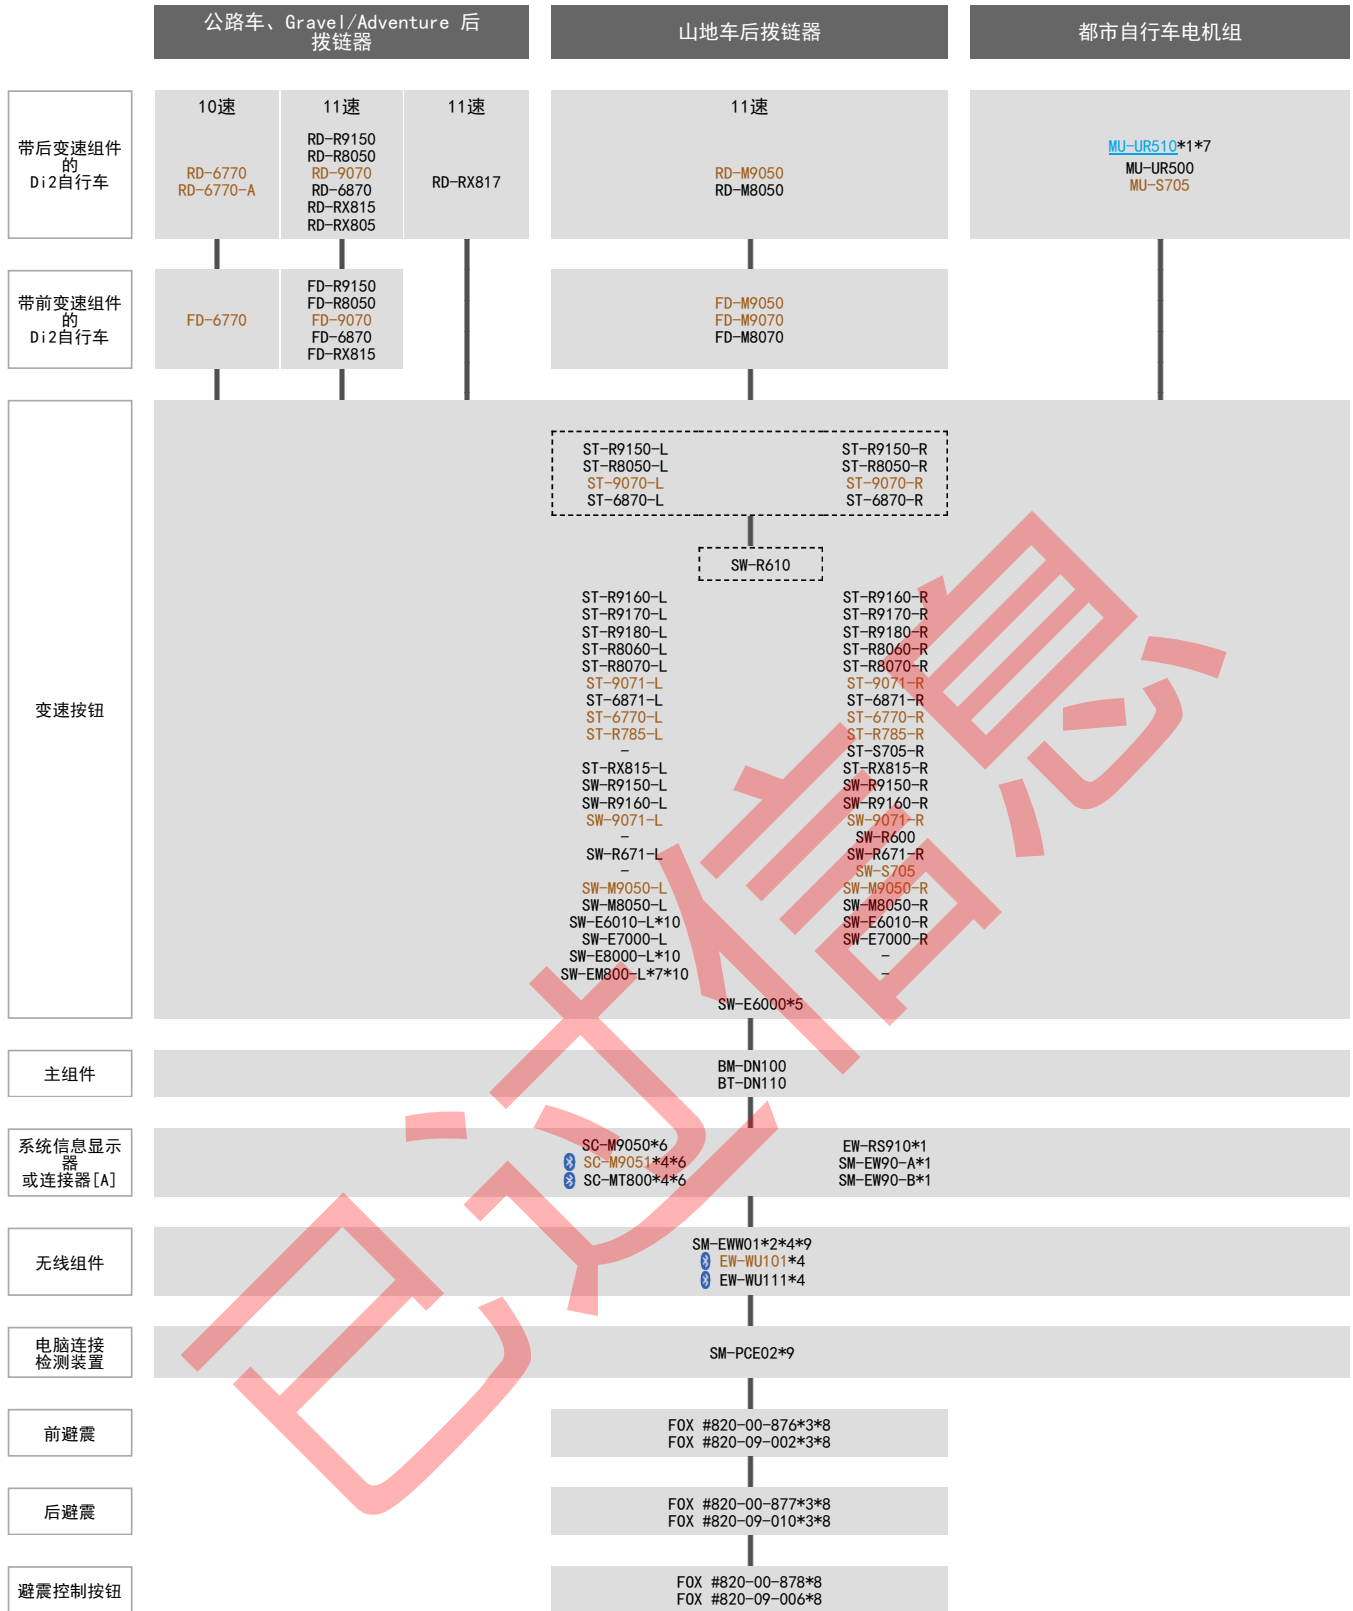 公路车、Gravel/Adventure 后
拨链器
山地车后拨链器
都市自行车电机组
带后变速组件
的
Di2自行车
10速
RD-6770
RD-6770-A
11速
RD-R9150
RD-R8050
RD-9070
RD-6870
RD-RX815
RD-RX805
11速
RD-RX817
11速
RD-M9050
RD-M8050
MU-UR510*1*7
MU-UR500
MU-S705
带前变速组件
的
Di2自行车
FD-6770
FD-R9150
FD-R8050
FD-9070
FD-6870
FD-RX815
FD-M9050
FD-M9070
FD-M8070
变速按钮
ST-R9150-L ST-R9150-R
ST-R8050-L ST-R8050-R
ST-9070-L ST-9070-R
ST-6870-L ST-6870-R
SW-R610
ST-R9160-L ST-R9160-R
ST-R9170-L ST-R9170-R
ST-R9180-L ST-R9180-R
ST-R8060-L ST-R8060-R
ST-R8070-L ST-R8070-R
ST-9071-L ST-9071-R
ST-6871-L ST-6871-R
ST-6770-L ST-6770-R
ST-R785-L ST-R785-R
- ST-S705-R
ST-RX815-L ST-RX815-R
SW-R9150-L SW-R9150-R
SW-R9160-L SW-R9160-R
SW-9071-L SW-9071-R
- SW-R600
SW-R671-L SW-R671-R
- SW-S705
SW-M9050-L SW-M9050-R
SW-M8050-L SW-M8050-R
SW-E6010-L*10 SW-E6010-R
SW-E7000-L SW-E7000-R
SW-E8000-L*10 -
SW-EM800-L*7*10 -
SW-E6000*5
主组件
BM-DN100
BT-DN110
系统信息显示
器
或连接器[A]
SC-M9050*6 EW-RS910*1
SC-M9051*4*6 SM-EW90-A*1
SC-MT800*4*6 SM-EW90-B*1
无线组件
SM-EWW01*2*4*9
EW-WU101*4
EW-WU111*4
电脑连接
检测装置
SM-PCE02*9
前避震
FOX #820-00-876*3*8
FOX #820-09-002*3*8
后避震
FOX #820-00-877*3*8
FOX #820-09-010*3*8
避震控制按钮
FOX #820-00-878*8
FOX #820-09-006*8
已过信息